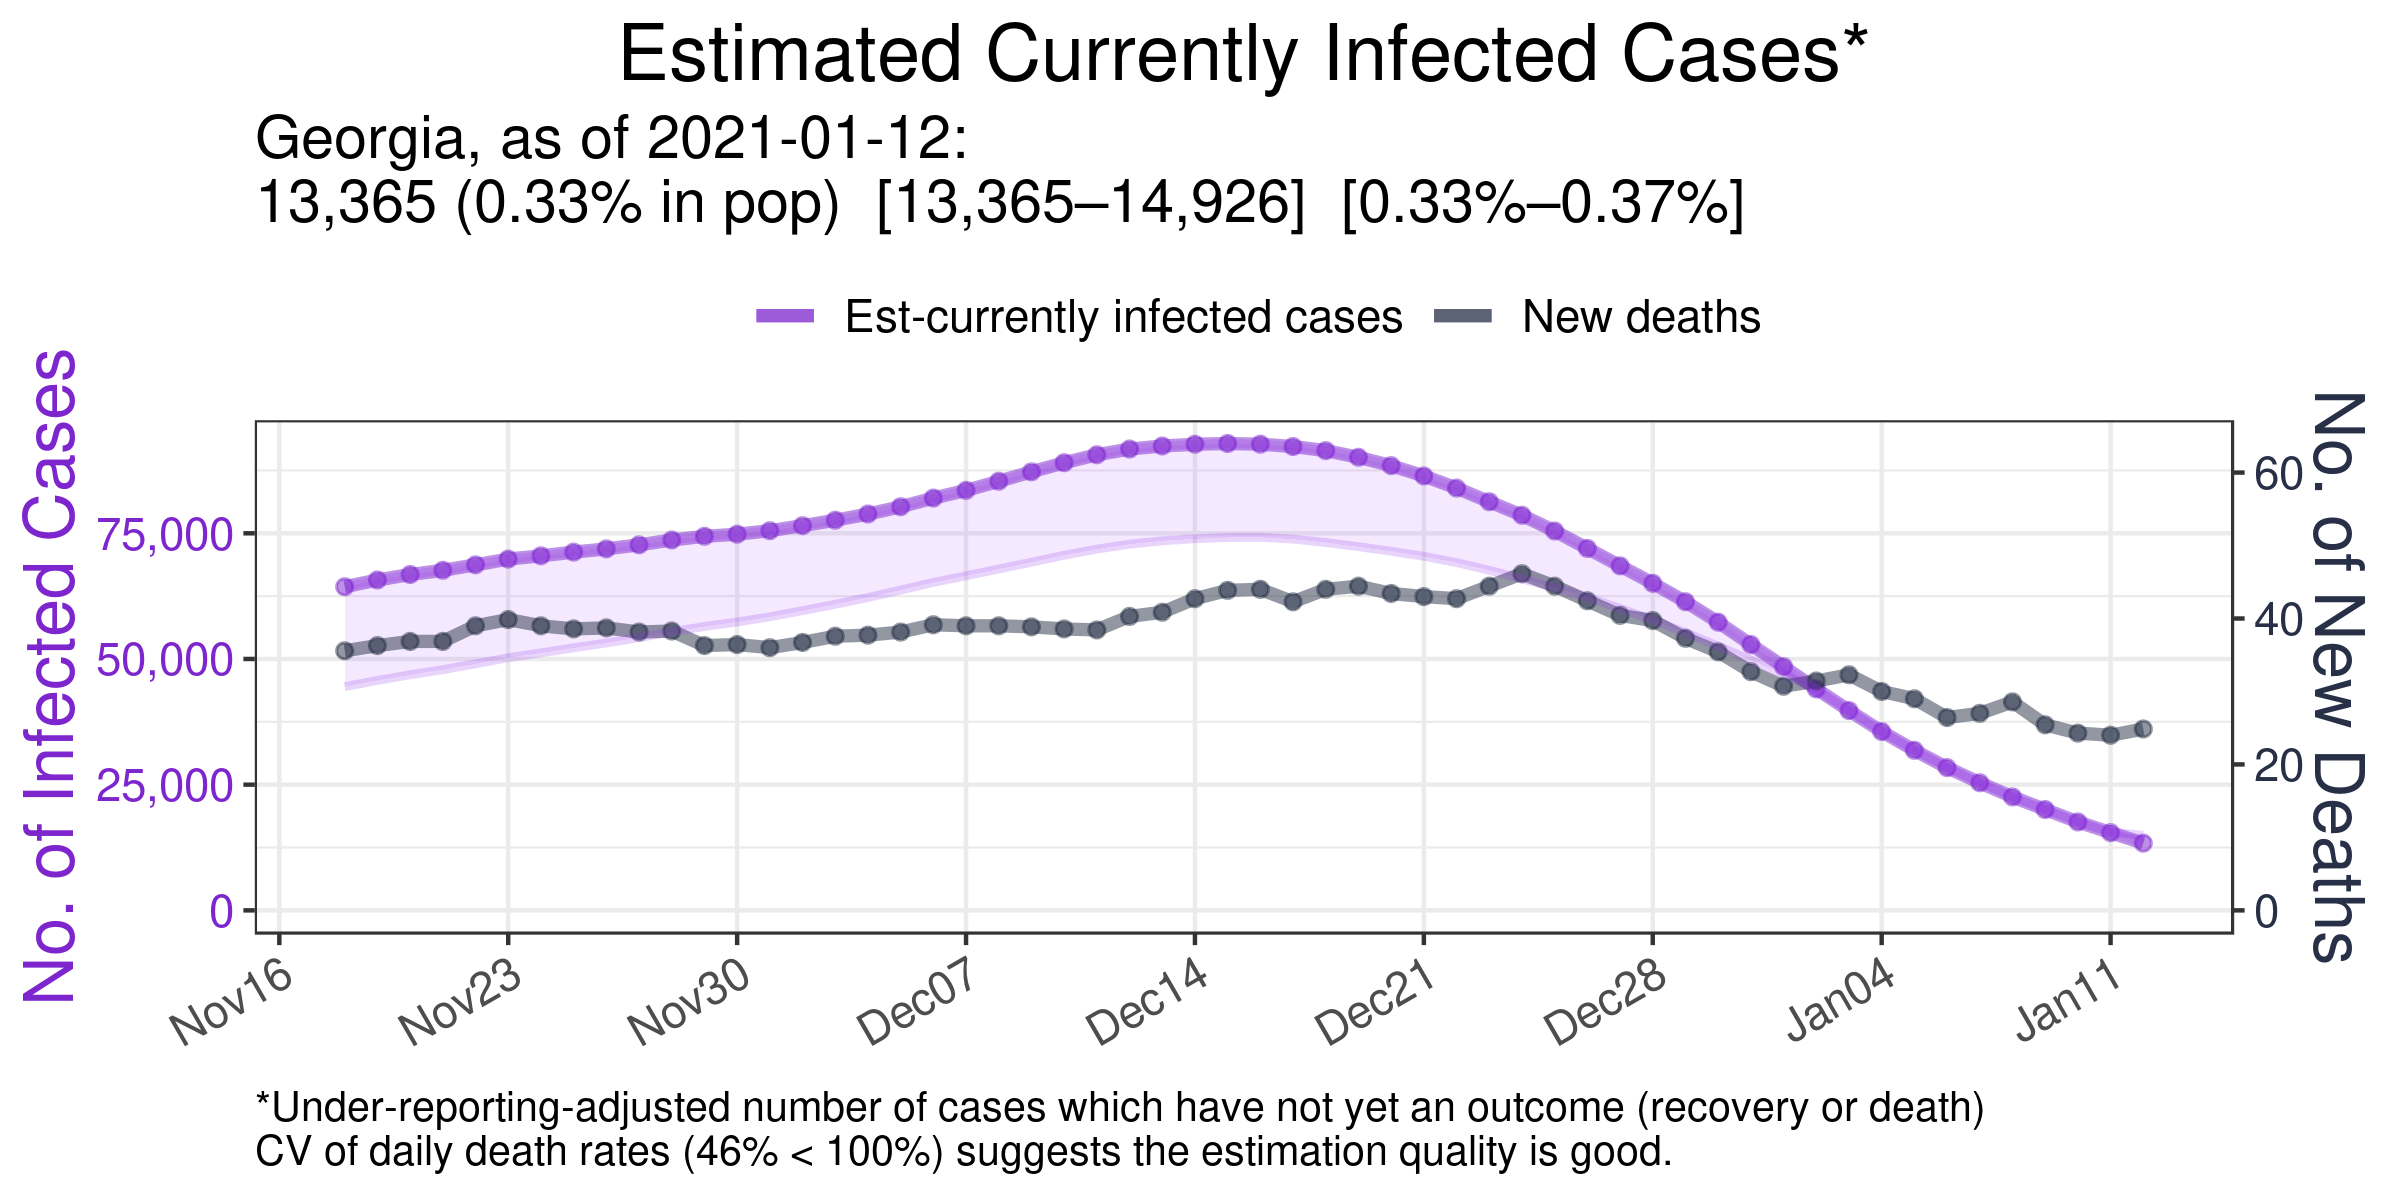 Estimated Currently Infected Cases*
Georgia, as of 2021-01-12:
13,365 (0.33% in pop)  [13,365–14,926]  [0.33%–0.37%]
Est-currently infected cases
New deaths
No. of Infected Cases
75,000
50,000
25,000
0
60
40
20
0
No. of New Deaths
Nov16
Nov23
Nov30
Dec07
Dec14
Dec21
Dec28
Jan04
Jan11
*Under-reporting-adjusted number of cases which have not yet an outcome (recovery or death)
CV of daily death rates (46% < 100%) suggests the estimation quality is good.